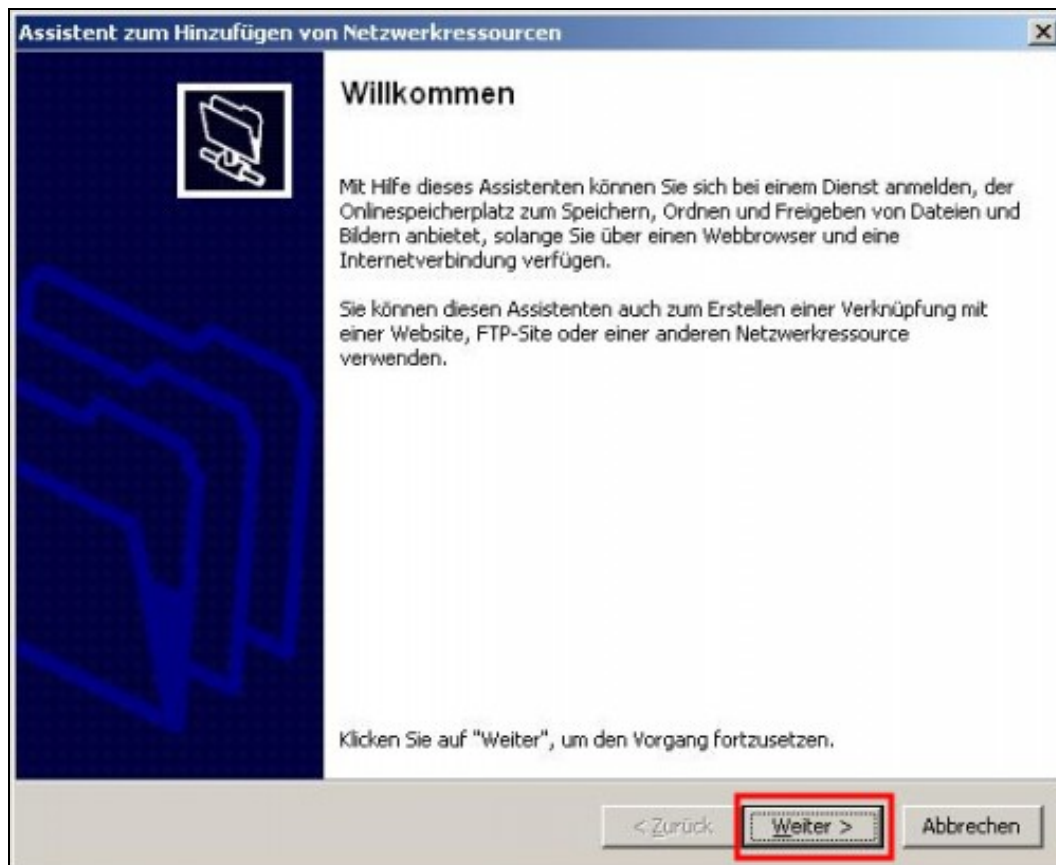 Assistent zum Hinzufügen von Netzwerkressourcen
Willkommen
Mit Hilfe dieses Assistenten können Sie sich bei einem Dienst anmelden, der
Onlinespeicherplatz zum Speichern, Ordnen und Freigeben von Dateien und
Bildern anbietet, solange Sie über einen Webbrowser und eine
Internetverbindung verfügen.
Sie können diesen Assistenten auch zum Erstellen einer Verknüpfung mit
einer Website, FTP-Site oder einer anderen Netzwerkressource
verwenden.
Klicken Sie auf "Weiter", um den Vorgang fortzusetzen.
< Zurück
Weiter >
Abbrechen